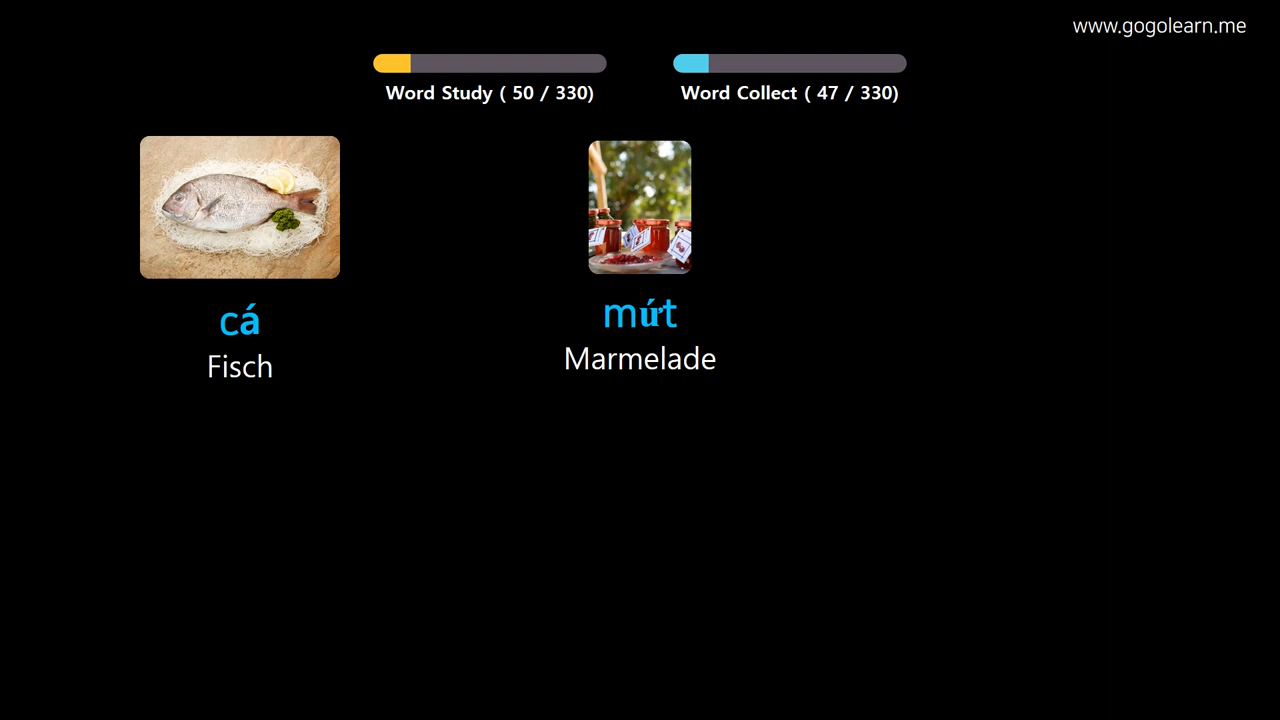 www.gogolearn.me
Word Study ( 50 / 330)
Word Collect ( 47 / 330)
cá
Fisch
mứt
Marmelade